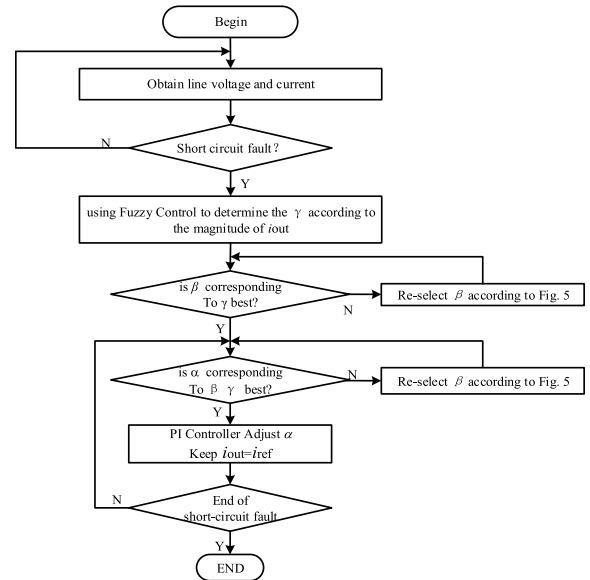 Begin
Obtain line voltage and current
N
Short circuit fault?
Y
using Fuzzy Control to determine the γ according to
the magnitude of iout
is β corresponding
To γ best?
N
Re-select β according to Fig. 5
Y
is α corresponding
To β γ best?
N
Re-select β according to Fig. 5
Y
PI Controller Adjust α
Keep iout=iref
N
End of
short-circuit fault
Y
END